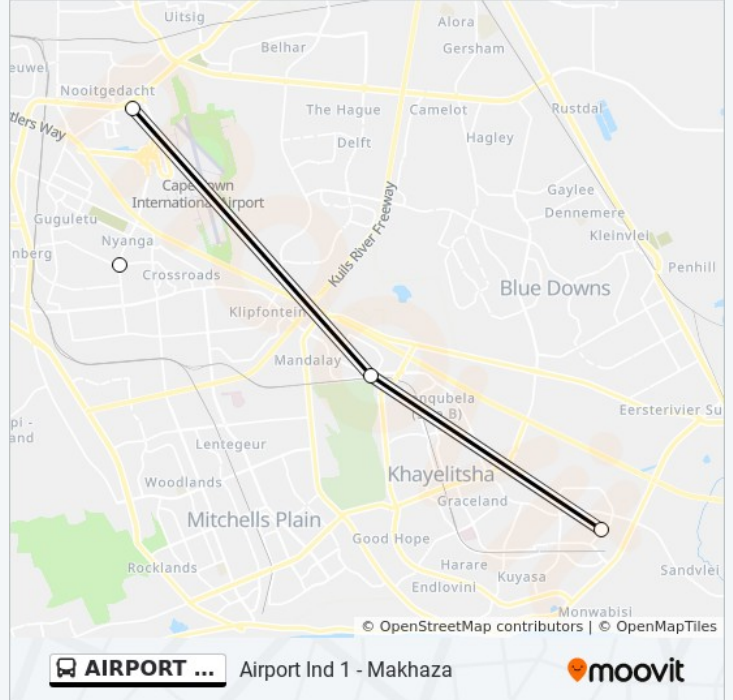 Uitsig
Alora
Belhar
Gersham
euwel
Nooitgedacht
The Hague
Camelot
Rustdal
tlers Way
Delft
Hagley
Cape Town
International Airport
Gaylee
Dennemere
Guguletu
Nyanga
Kleinvlei
nberg
Crossroads
Kuils River Freeway
Penhill
Blue Downs
Klipfontein
Mandalay
anqubela
B)
Eersterivier Su
pi -
and
Lentegeur
Khayelitsha
Woodlands
Graceland
Mitchells Plain
Good Hope
Rocklands
Harare
Kuyasa
Sandvlei
Endlovini
Monwabisi
© OpenStreetMap contributors | © OpenMapTiles
AIRPORT ...
Airport Ind 1 - Makhaza
moovit